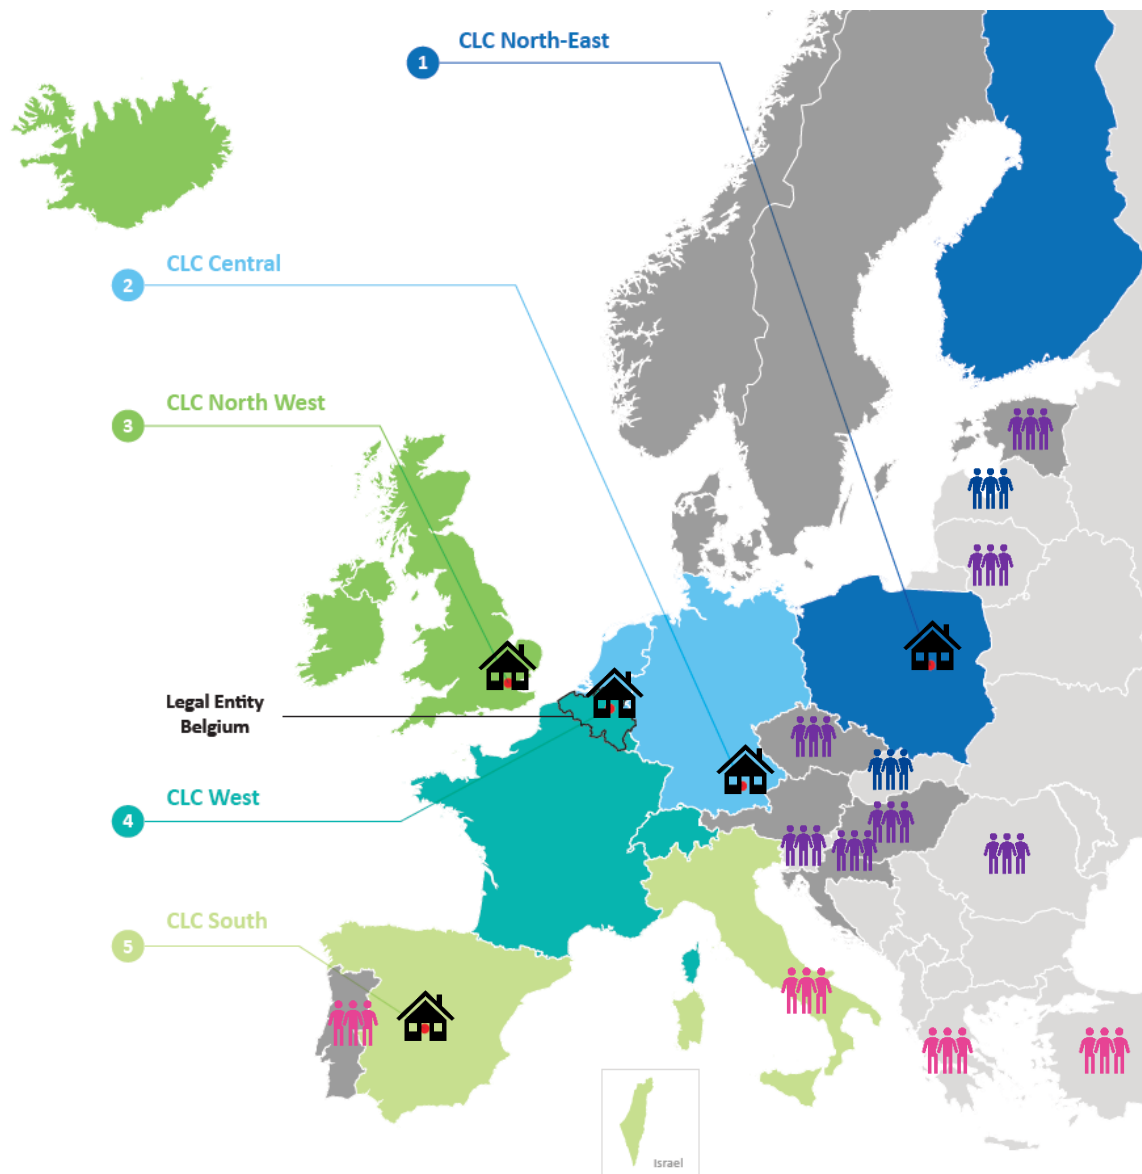 CLC North-East
1
CLC Central
2
CLC North West
3
Legal Entity
Belgium
CLC West
4
CLC South
5
Israel